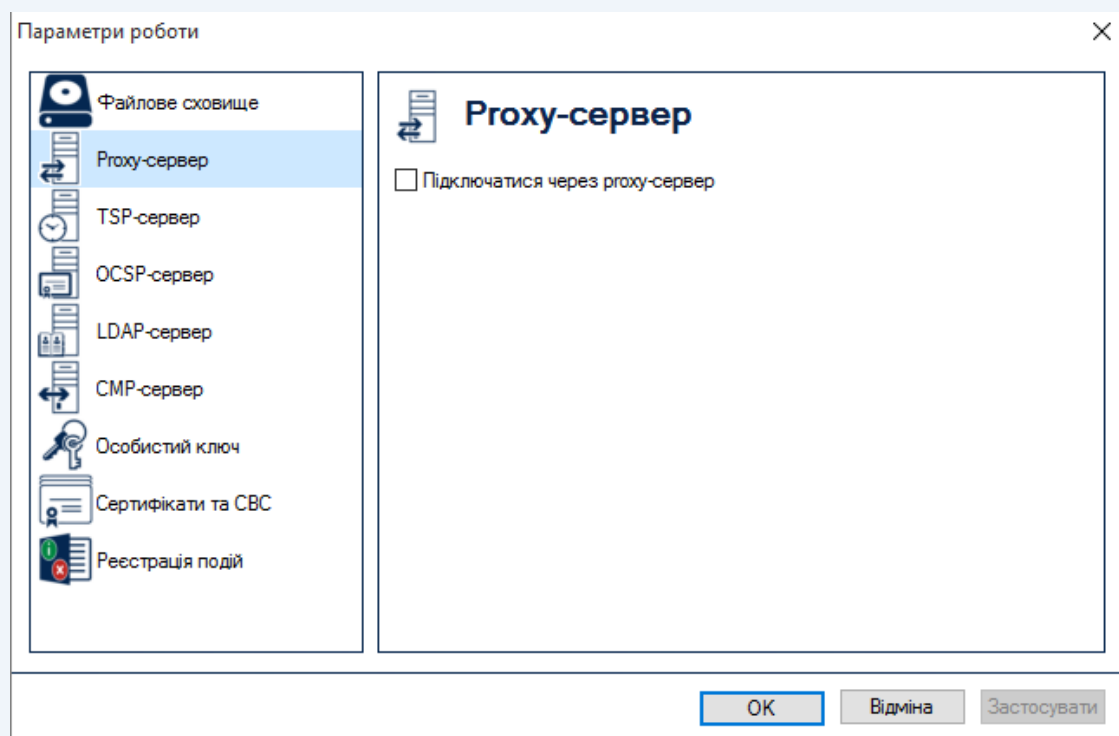 Параметри роботи
Файлове сховище
Proxy-сервер
TSP-сервер
OCSP-сервер
LDAP-сервер
CMP-сервер
Особистий ключ
Сертифікати та СВС
Реєстрація подій
Proxy-сервер
Підключатися через proxy-сервер
OK
Відміна
Застосувати